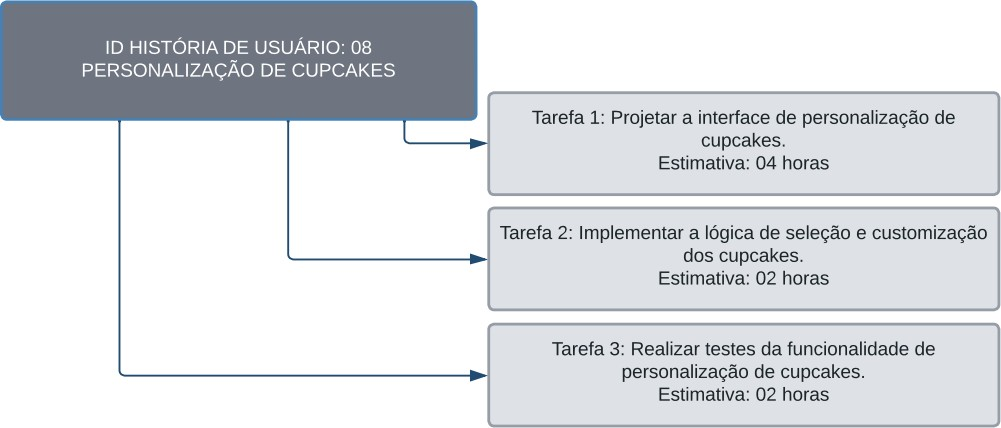 ID HISTÓRIA DE USUÁRIO: 08
PERSONALIZAÇÃO DE CUPCAKES
Tarefa 1: Projetar a interface de personalização de
cupcakes.
Estimativa: 04 horas
Tarefa 2: Implementar a lógica de seleção e customização
dos cupcakes.
Estimativa: 02 horas
Tarefa 3: Realizar testes da funcionalidade de
personalização de cupcakes.
Estimativa: 02 horas